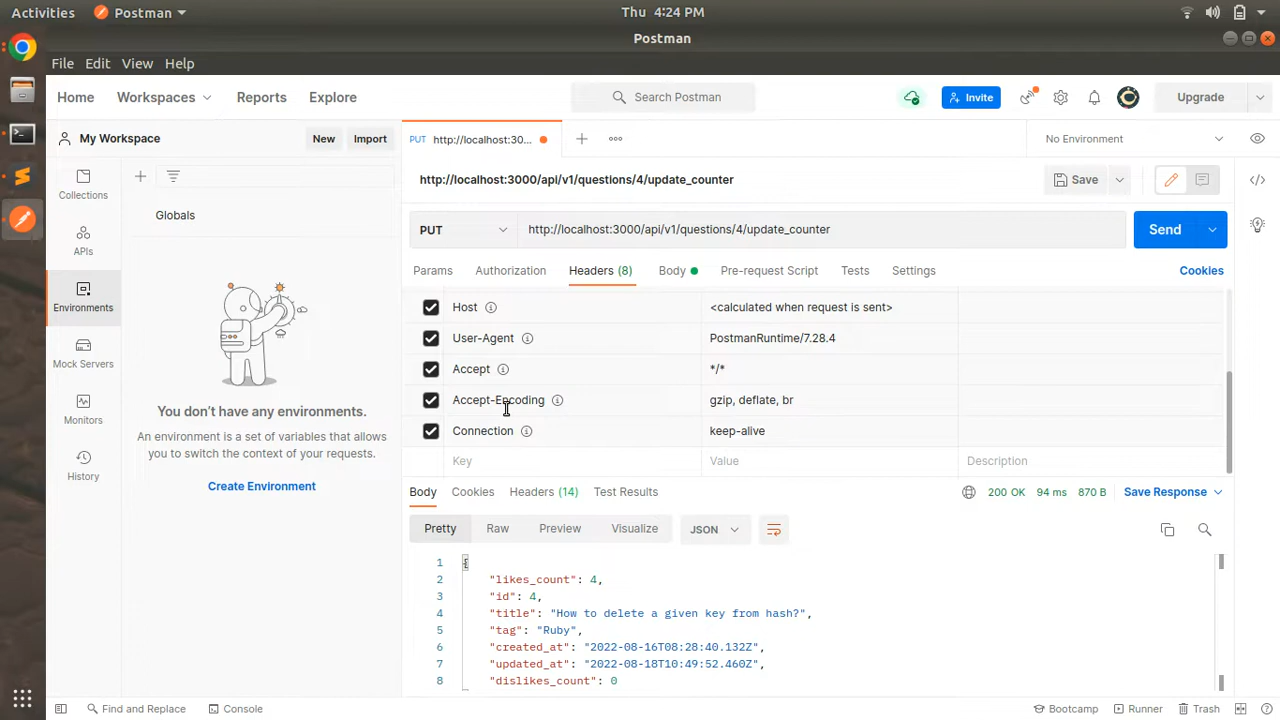 Activities Postman Thu 4:24 PM
Postman
File Edit View Help
Home Workspaces Reports Explore Search Postman Invite Upgrade
My Workspace New Import PUT http://localhost:30... No Environment
Collections
APIs
Environments
Mock Servers
Monitors
History
Globals
You don't have any environments.
An environment is a set of variables that allows
you to switch the context of your requests.
Create Environment
http://localhost:3000/api/v1/questions/4/update_counter Save
PUT http://localhost:3000/api/v1/questions/4/update_counter Send
Params Authorization Headers (8) Body Pre-request Script Tests Settings Cookies
Host <calculated when request is sent>
User-Agent PostmanRuntime/7.28.4
Accept */*
Accept-Encoding gzip, deflate, br
Connection keep-alive
Key Value Description
Body Cookies Headers (14) Test Results 200 OK 94 ms 870 B Save Response
Pretty Raw Preview Visualize JSON
1 {
2 "likes_count": 4,
3 "id": 4,
4 "title": "How to delete a given key from hash?",
5 "tag": "Ruby",
6 "created_at": "2022-08-16T08:28:40.132Z",
7 "updated_at": "2022-08-18T10:49:52.460Z",
8 "dislikes_count": 0
Find and Replace Console Bootcamp Runner Trash